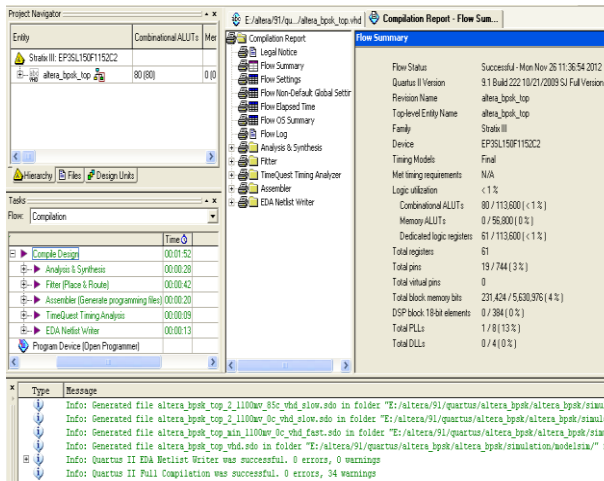 Project Navigator
Entity Combinational ALUTs Mer
Stratix III: EP3SL150F1152C2
altera_bpsk_top 80 (80) 0 (0
Hierarchy Files Design Units
Tasks
Flow: Compilation
Time
Compile Design 00:01:52
Analysis & Synthesis 00:00:28
Fitter (Place & Route) 00:00:42
Assembler (Generate programming files) 00:00:20
TimeQuest Timing Analysis 00:00:09
EDA Netlist Writer 00:00:13
Program Device (Open Programmer)
E:/altera/91/qu.../altera_bpsk_top.vhd Compilation Report - Flow Sum...
Compilation Report
Legal Notice
Flow Summary
Flow Settings
Flow Non-Default Global Settir
Flow Elapsed Time
Flow OS Summary
Flow Log
Analysis & Synthesis
Fitter
TimeQuest Timing Analyzer
Assembler
EDA Netlist Writer
Flow Summary
Flow Status Successful - Mon Nov 26 11:36:54 2012
Quartus II Version 9.1 Build 222 10/21/2009 SJ Full Version
Revision Name altera_bpsk_top
Top-level Entity Name altera_bpsk_top
Family Stratix III
Device EP3SL150F1152C2
Timing Models Final
Met timing requirements N/A
Logic utilization < 1 %
Combinational ALUTs 80 / 113,600 ( < 1 % )
Memory ALUTs 0 / 56,800 ( 0 % )
Dedicated logic registers 61 / 113,600 ( < 1 % )
Total registers 61
Total pins 19 / 744 ( 3 % )
Total virtual pins 0
Total block memory bits 231,424 / 5,630,976 ( 4 % )
DSP block 18-bit elements 0 / 384 ( 0 % )
Total PLLs 1 / 8 ( 13 % )
Total DLLs 0 / 4 ( 0 % )
Type Message
Info: Generated file altera_bpsk_top_2_1100mv_85c_vhd_slow.sdo in folder "E:/altera/91/quartus/altera_bpsk/altera_bpsk/simu
Info: Generated file altera_bpsk_top_2_1100mv_0c_vhd_slow.sdo in folder "E:/altera/91/quartus/altera_bpsk/altera_bpsk/simul
Info: Generated file altera_bpsk_top_min_1100mv_0c_vhd_fast.sdo in folder "E:/altera/91/quartus/altera_bpsk/altera_bpsk/sim
Info: Generated file altera_bpsk_top_vhd.sdo in folder "E:/altera/91/quartus/altera_bpsk/altera_bpsk/simulation/modelsim/"
Info: Quartus II EDA Netlist Writer was successful. 0 errors, 0 warnings
Info: Quartus II Full Compilation was successful. 0 errors, 34 warnings